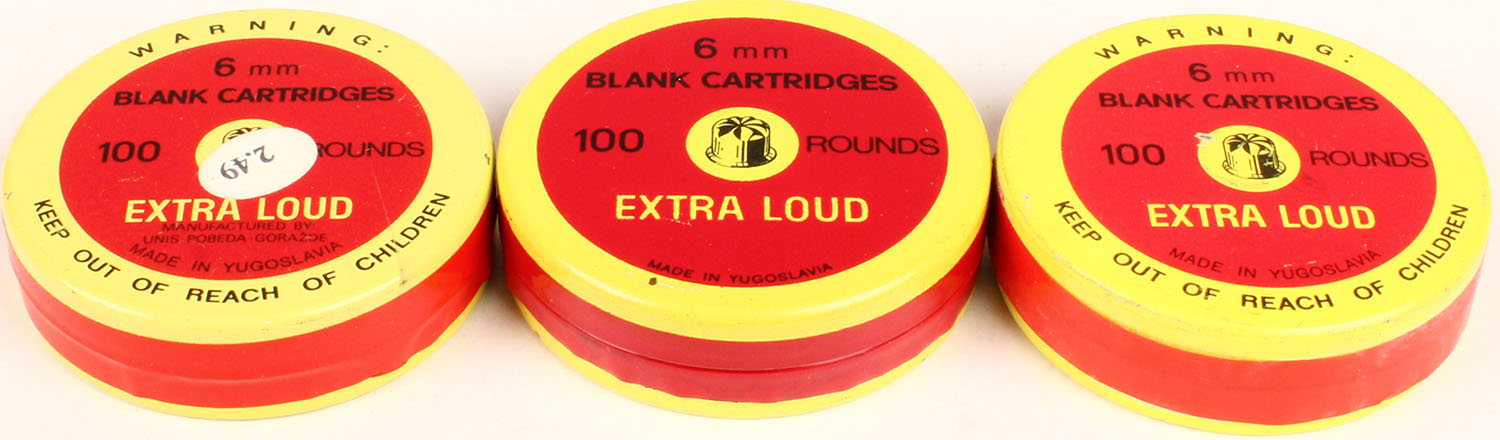 WARNING:
6 mm
BLANK CARTRIDGES
100 ROUNDS
2.49
EXTRA LOUD
MANUFACTURED BY:
UNIS-POBEDA-GORAŽDE
MADE IN YUGOSLAVIA
KEEP OUT OF REACH OF CHILDREN
6 mm
BLANK CARTRIDGES
100 ROUNDS
EXTRA LOUD
MADE IN YUGOSLAVIA
WARNING:
6 mm
BLANK CARTRIDGES
100 ROUNDS
EXTRA LOUD
MADE IN YUGOSLAVIA
KEEP OUT OF REACH OF CHILDREN